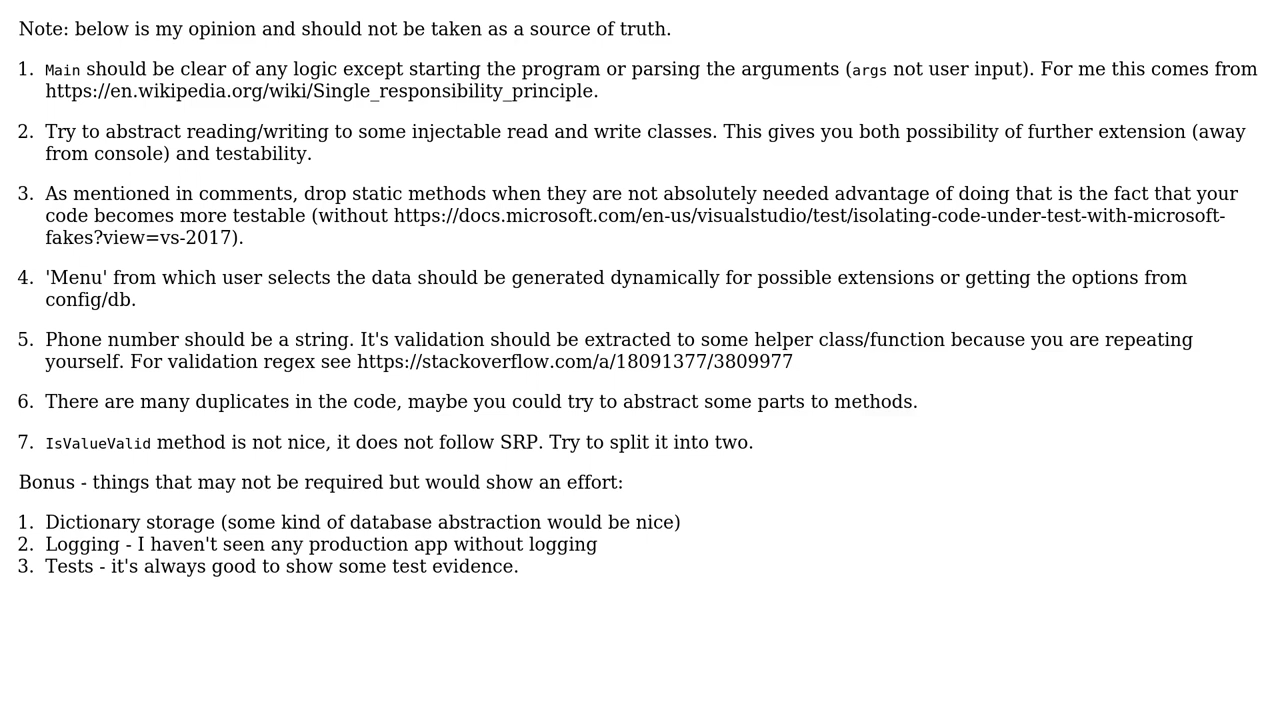 Note: below is my opinion and should not be taken as a source of truth.
1. Main should be clear of any logic except starting the program or parsing the arguments (args not user input). For me this comes from
https://en.wikipedia.org/wiki/Single_responsibility_principle.
2. Try to abstract reading/writing to some injectable read and write classes. This gives you both possibility of further extension (away
from console) and testability.
3. As mentioned in comments, drop static methods when they are not absolutely needed advantage of doing that is the fact that your
code becomes more testable (without https://docs.microsoft.com/en-us/visualstudio/test/isolating-code-under-test-with-microsoft-
fakes?view=vs-2017).
4. 'Menu' from which user selects the data should be generated dynamically for possible extensions or getting the options from
config/db.
5. Phone number should be a string. It's validation should be extracted to some helper class/function because you are repeating
yourself. For validation regex see https://stackoverflow.com/a/18091377/3809977
6. There are many duplicates in the code, maybe you could try to abstract some parts to methods.
7. IsValueValid method is not nice, it does not follow SRP. Try to split it into two.
Bonus - things that may not be required but would show an effort:
1. Dictionary storage (some kind of database abstraction would be nice)
2. Logging - I haven't seen any production app without logging
3. Tests - it's always good to show some test evidence.